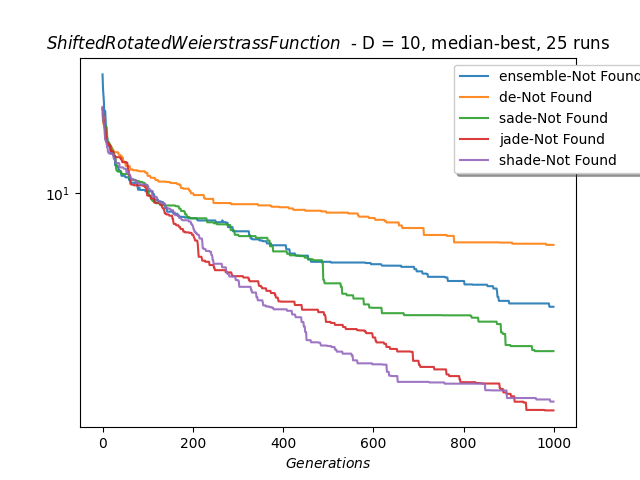 ShiftedRotatedWeierstrassFunction - D = 10, median-best, 25 runs
ensemble-Not Found
de-Not Found
sade-Not Found
jade-Not Found
shade-Not Found
10¹
0 200 400 600 800 1000
Generations